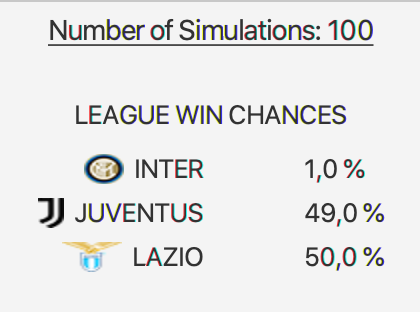 Number of Simulations: 100
LEAGUE WIN CHANCES
INTER 1,0 %
JUVENTUS 49,0 %
LAZIO 50,0 %